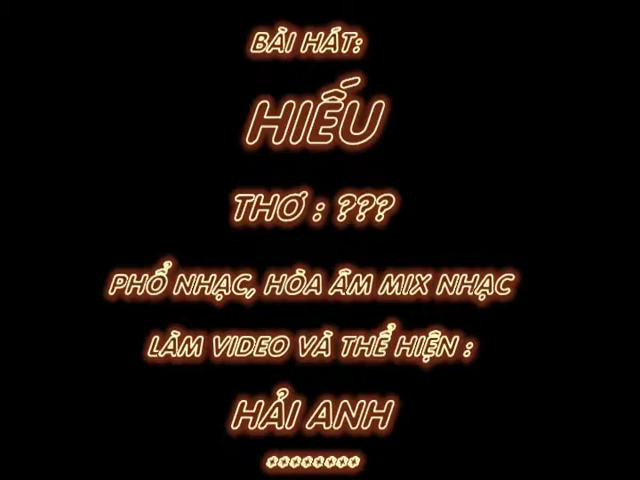 BÀI HÁT:
HIẾU
THƠ : ???
PHỔ NHẠC, HÒA ÂM MIX NHẠC
LÀM VIDEO VÀ THỂ HIỆN :
HẢI ANH
********